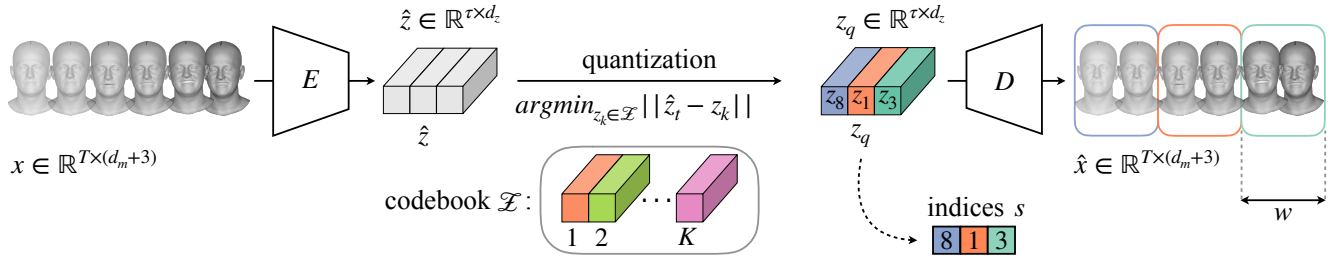 x ∈ ℝ^{T×(d_m+3)}
E
ẑ ∈ ℝ^{τ×d_z}
ẑ
quantization
argmin_{z_k∈𝒵} ||ẑ_t − z_k||
codebook 𝒵 :
1 2 ··· K
z_q ∈ ℝ^{τ×d_z}
z_8 z_1 z_3
z_q
indices s
8 1 3
D
x̂ ∈ ℝ^{T×(d_m+3)}
w